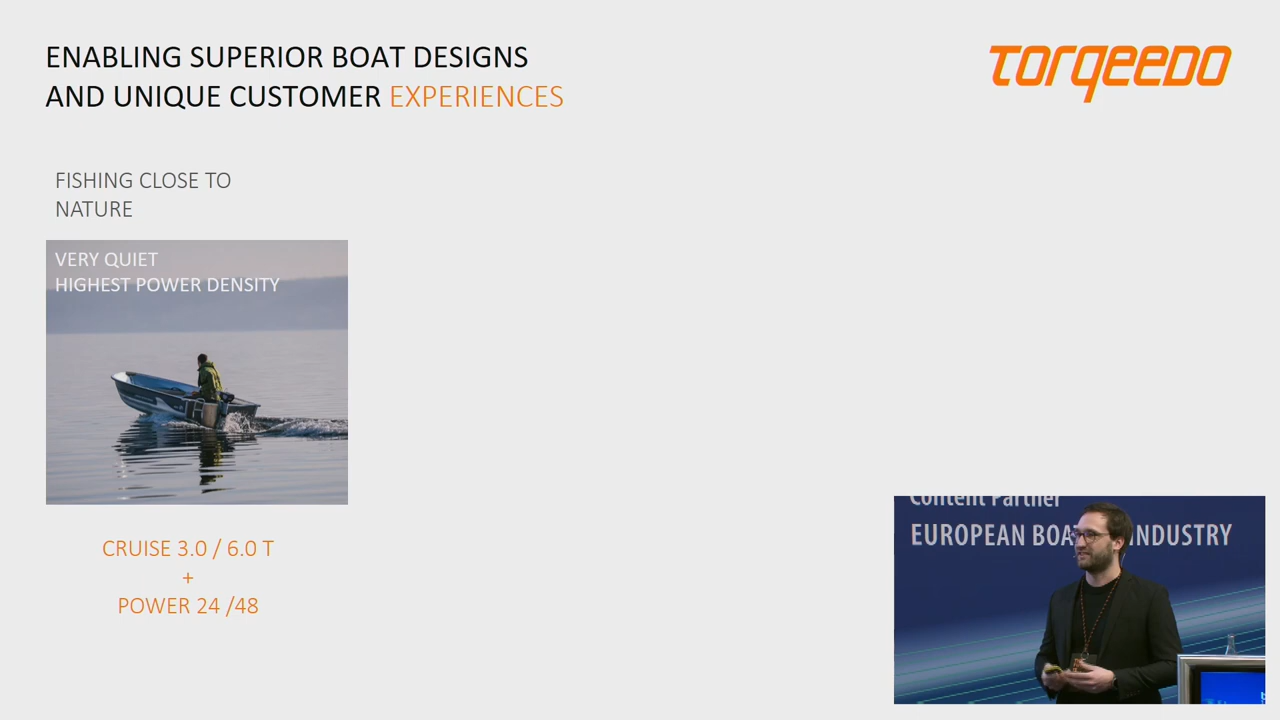 ENABLING SUPERIOR BOAT DESIGNS
AND UNIQUE CUSTOMER EXPERIENCES
TORQEEDO
FISHING CLOSE TO
NATURE
VERY QUIET
HIGHEST POWER DENSITY
CRUISE 3.0 / 6.0 T
+
POWER 24 /48
Content Partner
EUROPEAN INDUSTRY